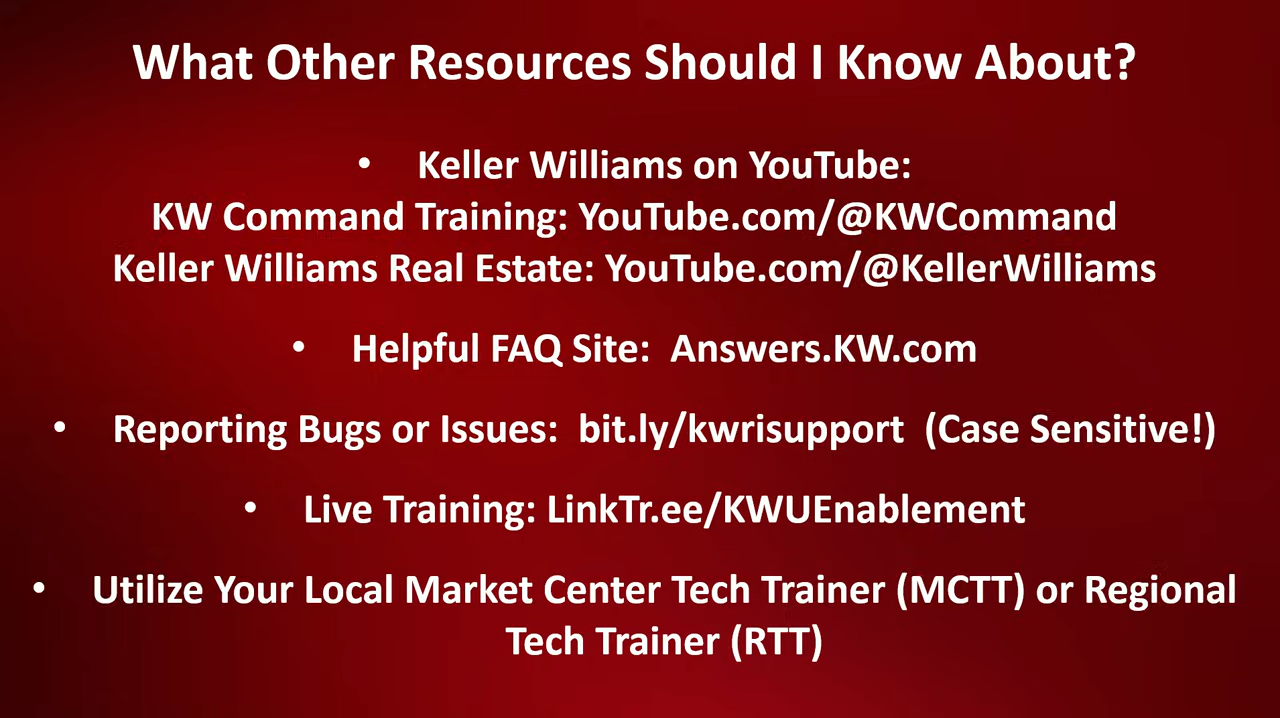 What Other Resources Should I Know About?
• Keller Williams on YouTube:
KW Command Training: YouTube.com/@KWCommand
Keller Williams Real Estate: YouTube.com/@KellerWilliams
• Helpful FAQ Site: Answers.KW.com
• Reporting Bugs or Issues: bit.ly/kwrisupport (Case Sensitive!)
• Live Training: LinkTr.ee/KWUEnablement
• Utilize Your Local Market Center Tech Trainer (MCTT) or Regional
Tech Trainer (RTT)